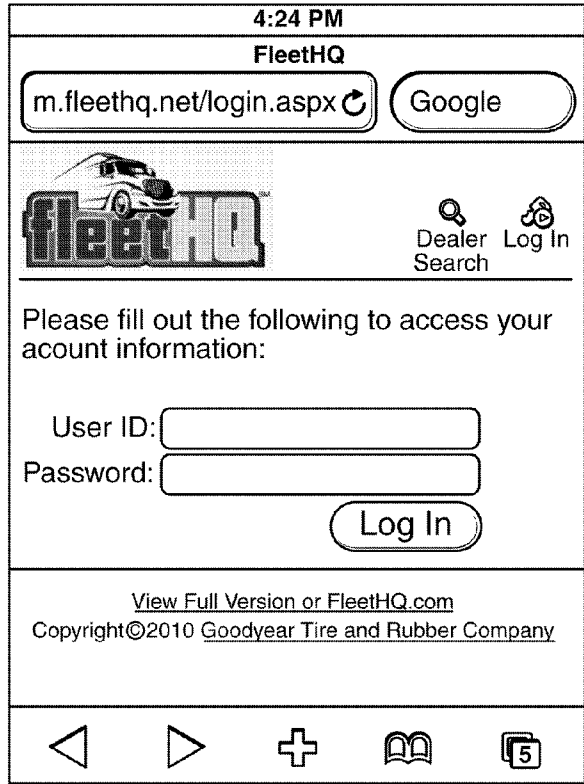 4:24 PM
FleetHQ
m.fleethq.net/login.aspx Google
fleetHQ SM
Dealer Search Log In
Please fill out the following to access your
acount information:
User ID:
Password:
Log In
View Full Version or FleetHQ.com
Copyright©2010 Goodyear Tire and Rubber Company
5